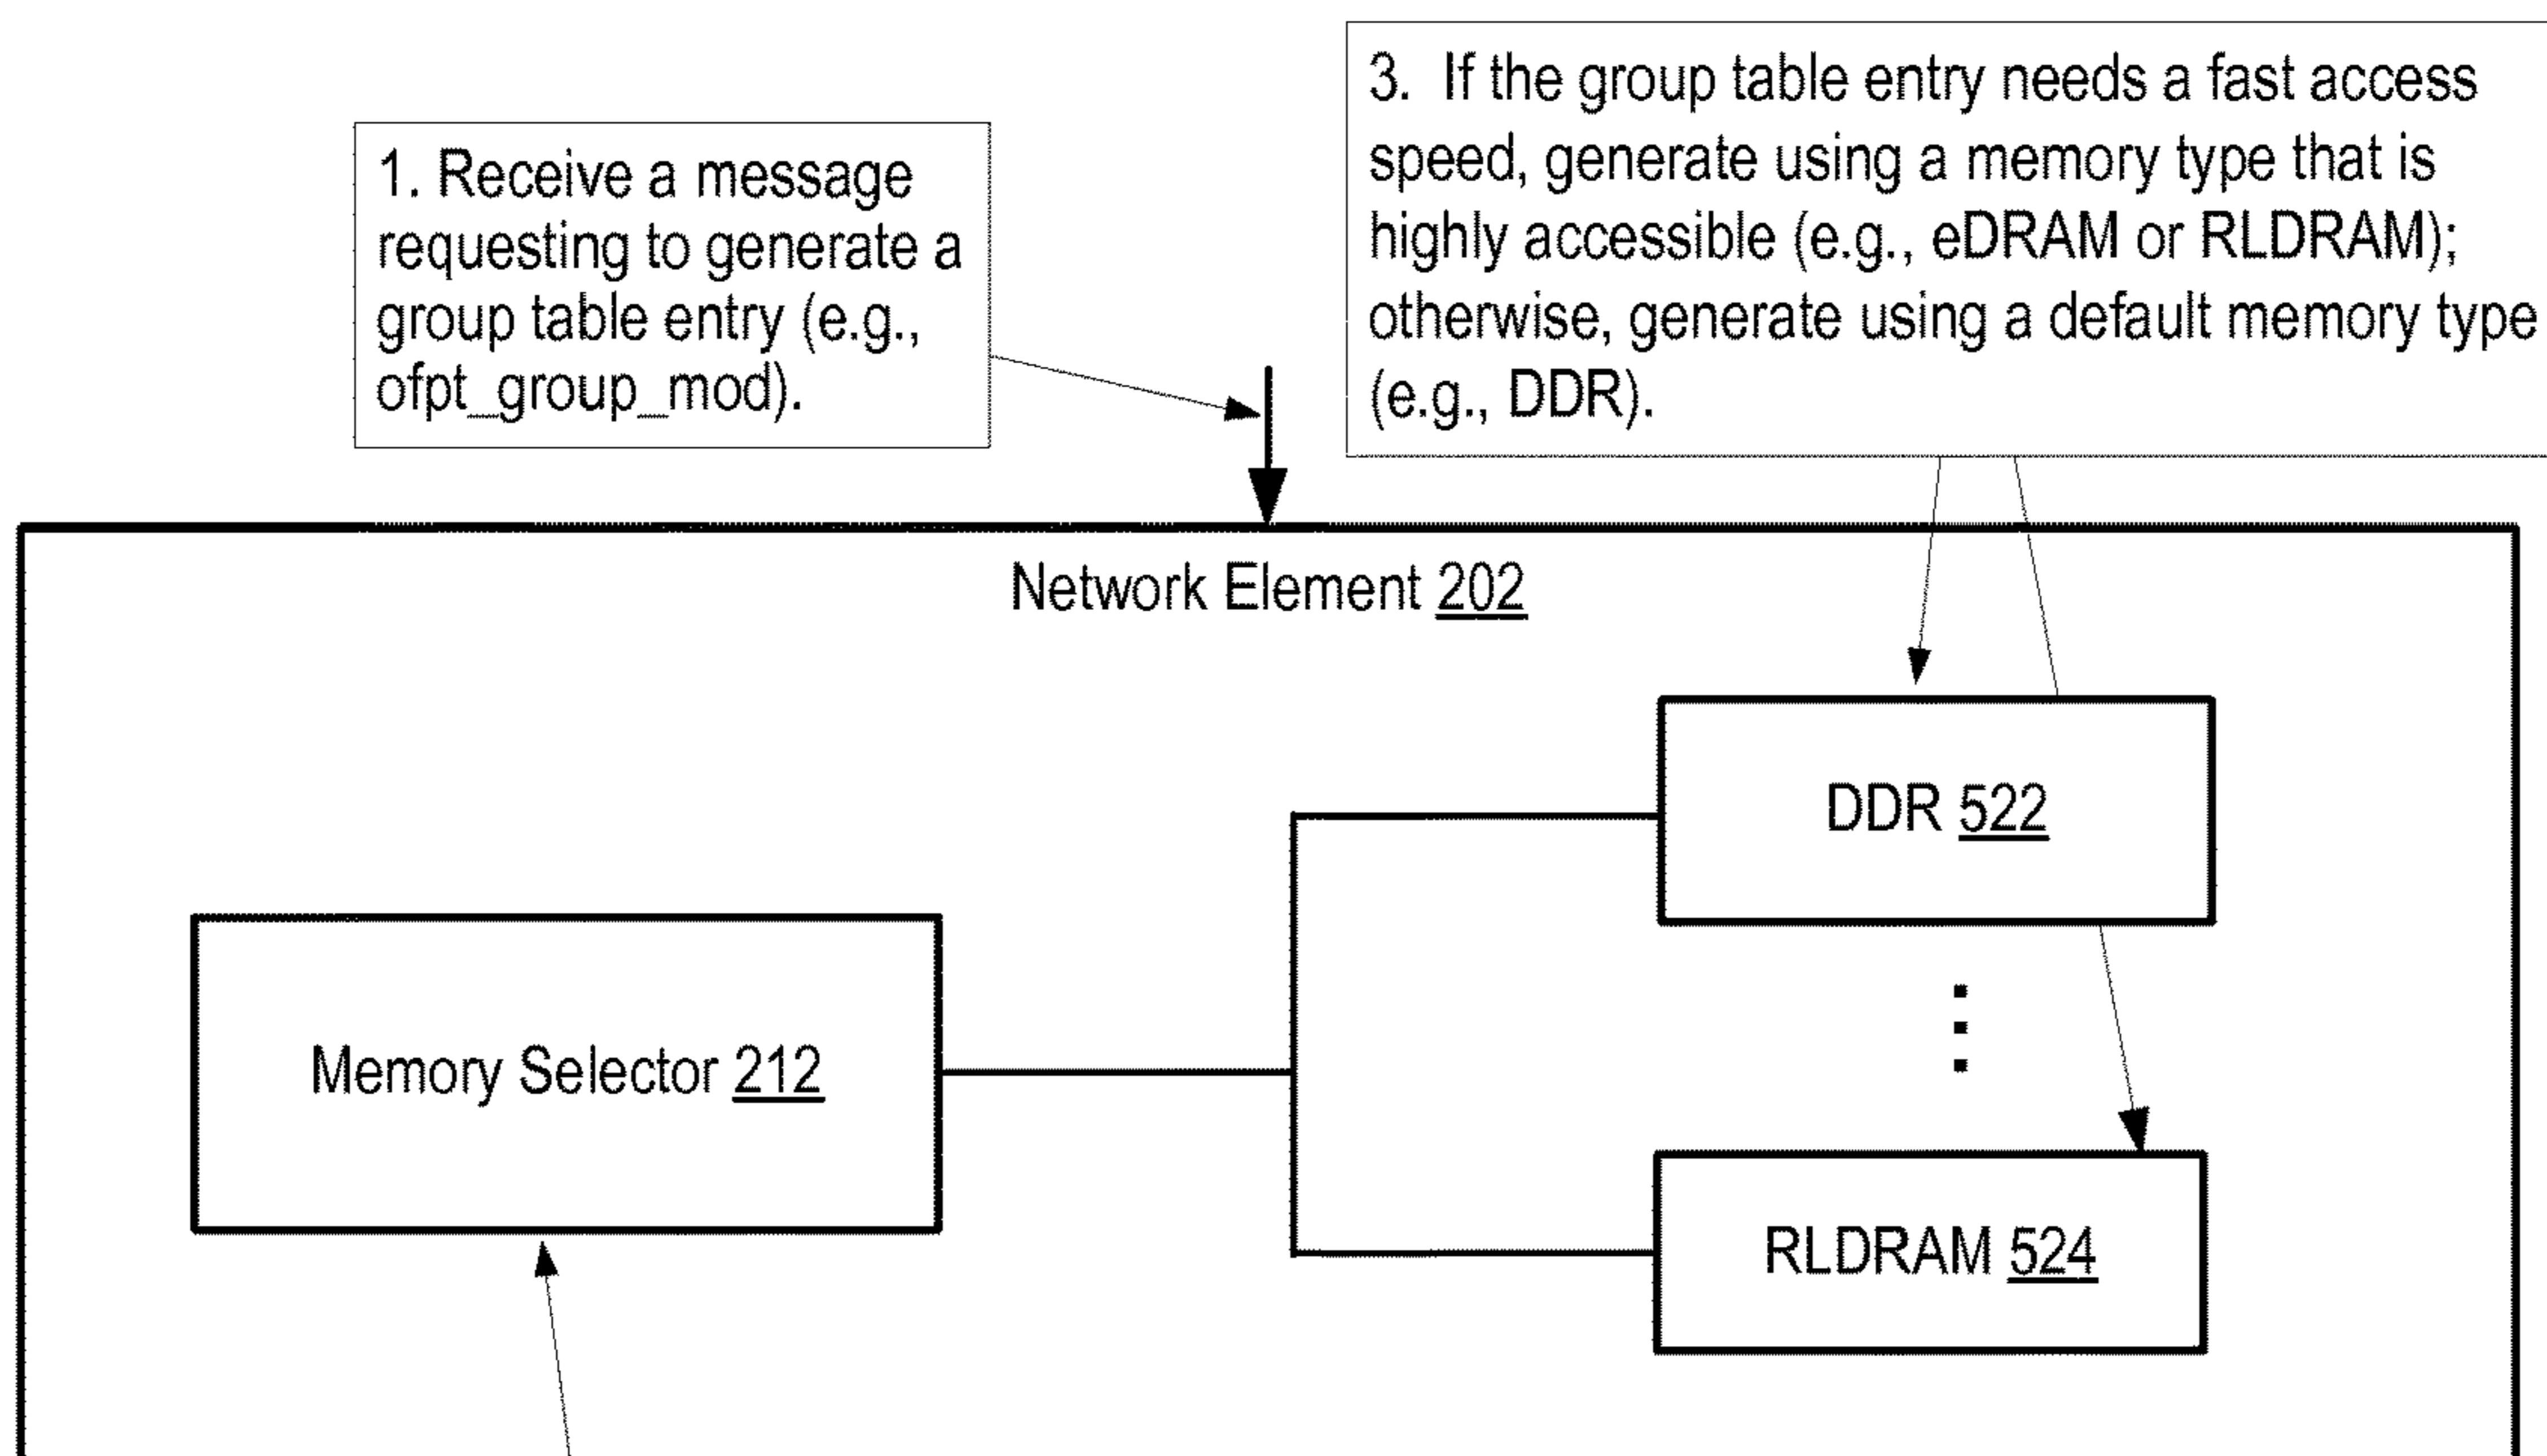 1. Receive a message
requesting to generate a
group table entry (e.g.,
ofpt_group_mod).
3. If the group table entry needs a fast access
speed, generate using a memory type that is
highly accessible (e.g., eDRAM or RLDRAM);
otherwise, generate using a default memory type
(e.g., DDR).
Network Element 202
DDR 522
Memory Selector 212
RLDRAM 524